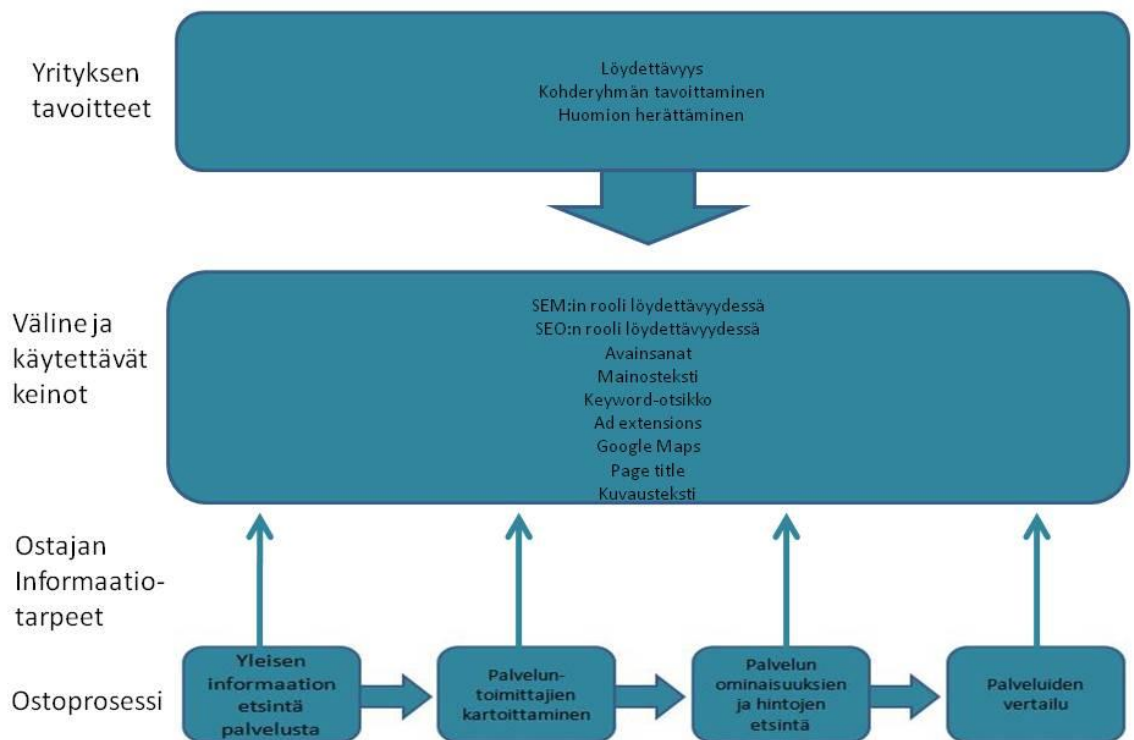 Yrityksen
tavoitteet
Löydettävyys
Kohderyhmän tavoittaminen
Huomion herättäminen
Väline ja
käytettävät
keinot
SEM:in rooli löydettävyydessä
SEO:n rooli löydettävyydessä
Avainsanat
Mainosteksti
Keyword-otsikko
Ad extensions
Google Maps
Page title
Kuvausteksti
Ostajan
Informaatio-
tarpeet
Ostoprosessi
Yleisen
informaation
etsintä
palvelusta
Palvelun-
toimittajien
kartoittaminen
Palvelun
ominaisuuksien
ja hintojen
etsintä
Palveluiden
vertailu